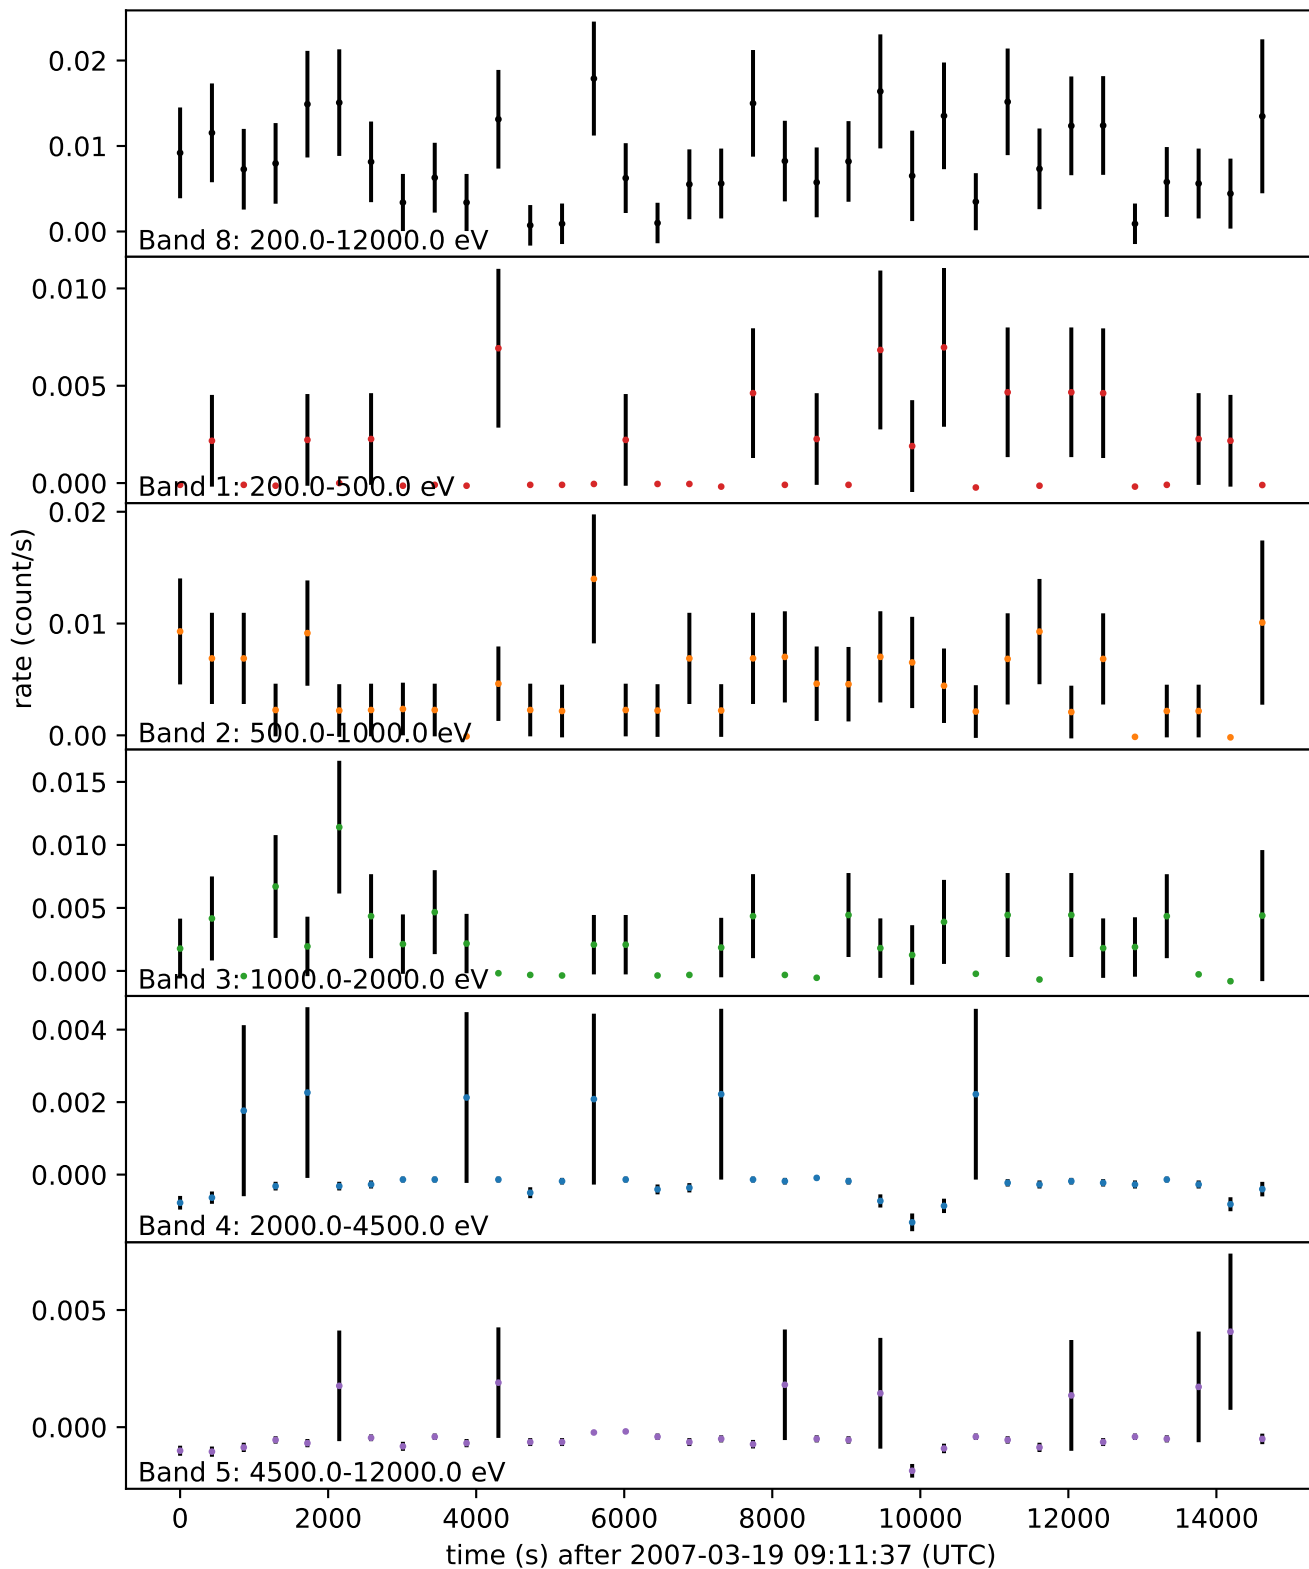 0.02
0.01
0.00
Band 8: 200.0-12000.0 eV
0.010
0.005
0.000
Band 1: 200.0-500.0 eV
0.02
0.01
0.00
Band 2: 500.0-1000.0 eV
rate (count/s)
0.015
0.010
0.005
0.000
Band 3: 1000.0-2000.0 eV
0.004
0.002
0.000
Band 4: 2000.0-4500.0 eV
0.005
0.000
Band 5: 4500.0-12000.0 eV
0 2000 4000 6000 8000 10000 12000 14000
time (s) after 2007-03-19 09:11:37 (UTC)